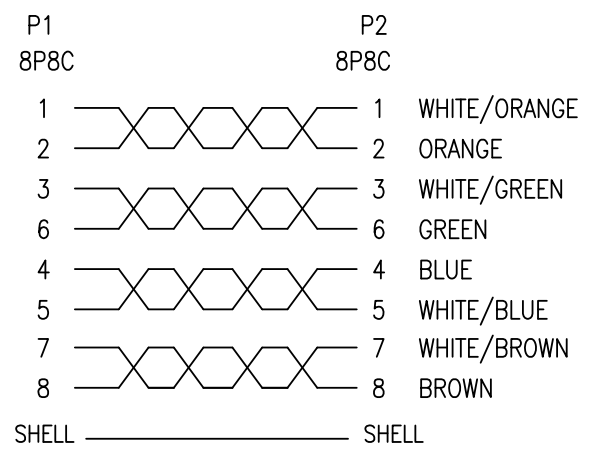 P1 P2
8P8C 8P8C
1 1 WHITE/ORANGE
2 2 ORANGE
3 3 WHITE/GREEN
6 6 GREEN
4 4 BLUE
5 5 WHITE/BLUE
7 7 WHITE/BROWN
8 8 BROWN
SHELL SHELL